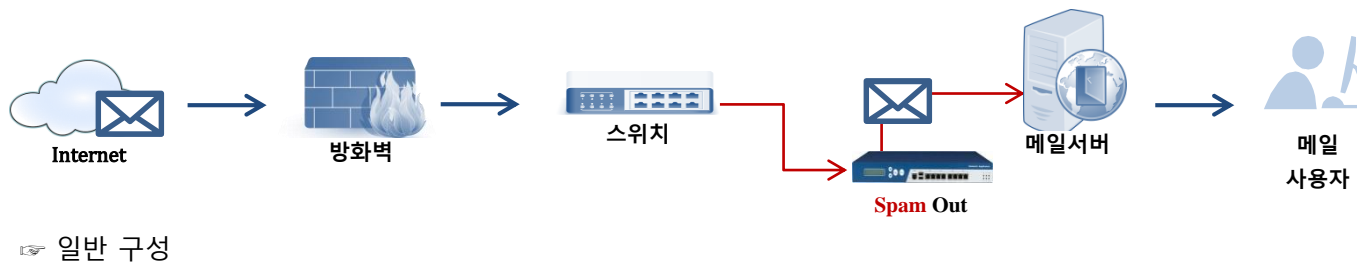 Internet
방화벽
스위치
Spam Out
메일서버
메일
사용자
☞ 일반 구성